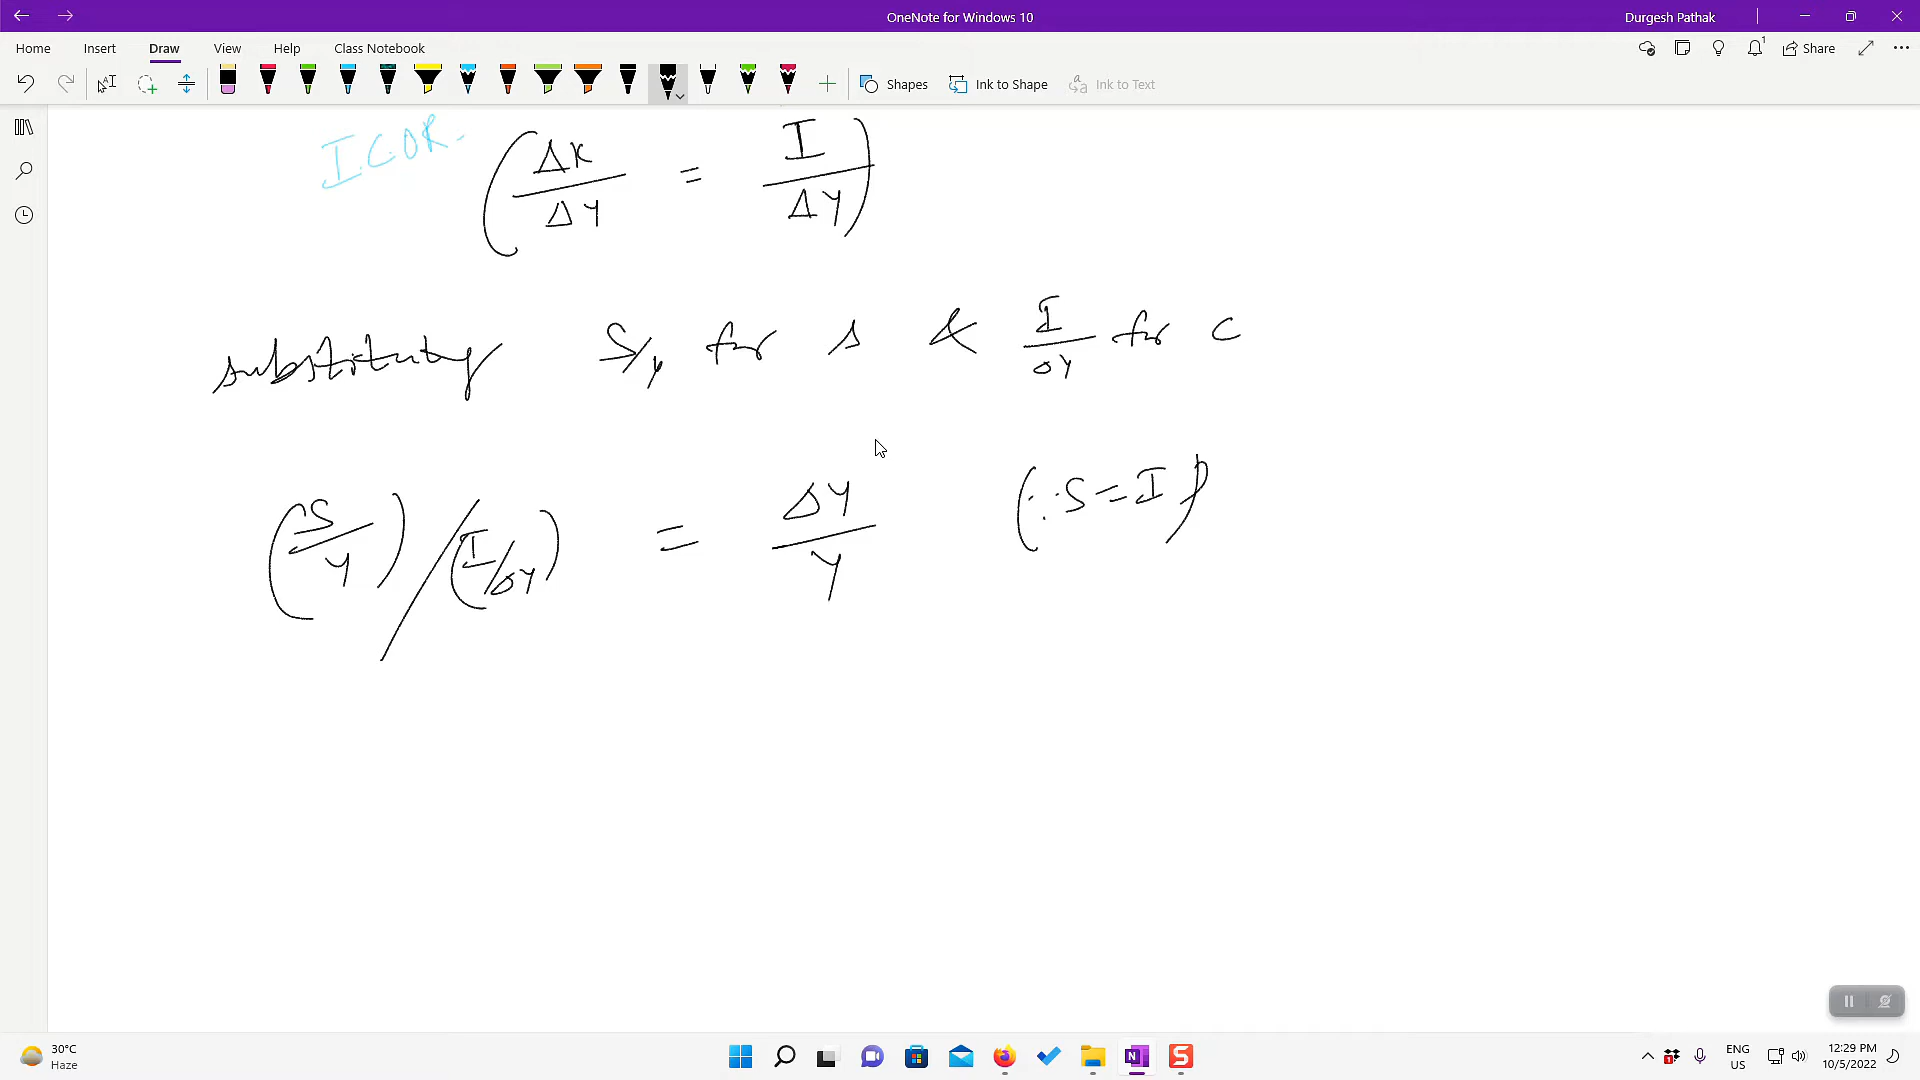 OneNote for Windows 10
Durgesh Pathak
Home Insert Draw View Help Class Notebook
Share
Shapes Ink to Shape Ink to Text
I.C.O.R.
(ΔK/ΔY = I/ΔY)
substituting S/Y for s & I/ΔY for c
(S/Y)/(I/ΔY) = ΔY/Y (∵ S = I)
30°C
Haze
ENG
US
12:29 PM
10/5/2022